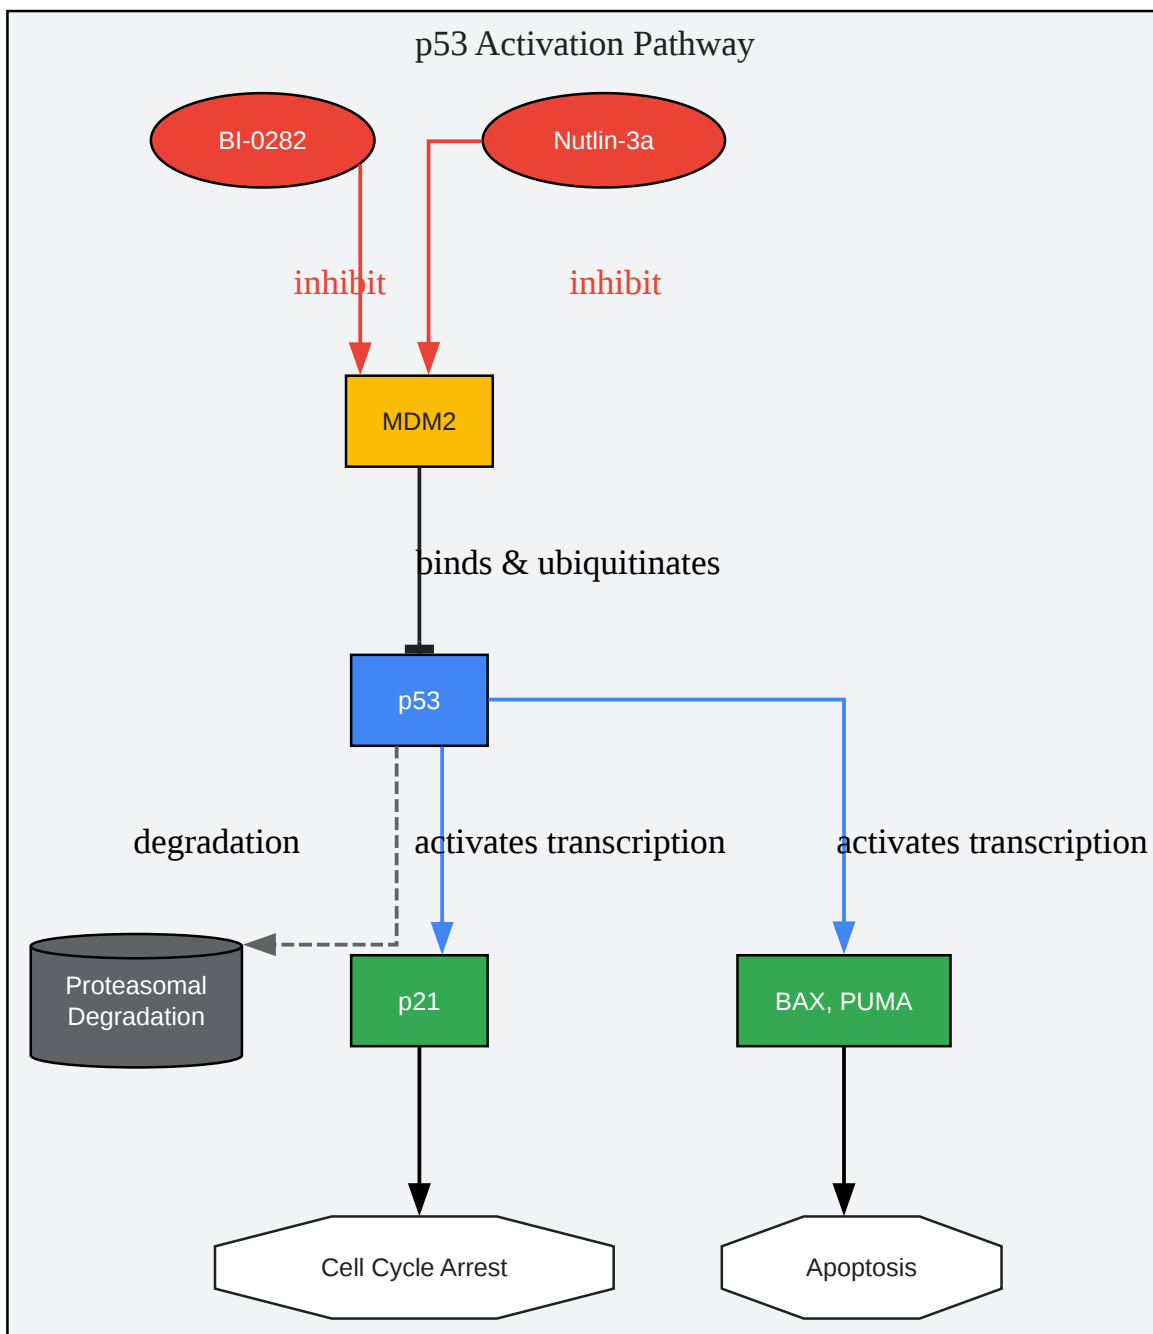 p53 Activation Pathway
BI-0282
Nutlin-3a
inhibit
inhibit
MDM2
binds & ubiquitinates
p53
degradation
activates transcription
activates transcription
Proteasomal
Degradation
p21
BAX, PUMA
Cell Cycle Arrest
Apoptosis